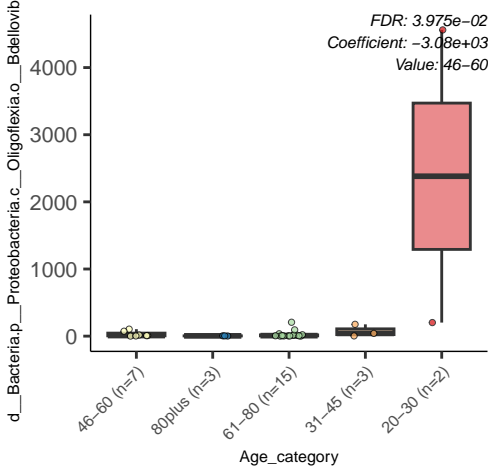 FDR: 3.975e−02
Coefficient: −3.08e+03
Value: 46−60
d__Bacteria.p__Proteobacteria.c__Oligoflexia.o__Bdellovib
4000
3000
2000
1000
0
46−60 (n=7)
80plus (n=3)
61−80 (n=15)
31−45 (n=3)
20−30 (n=2)
Age_category